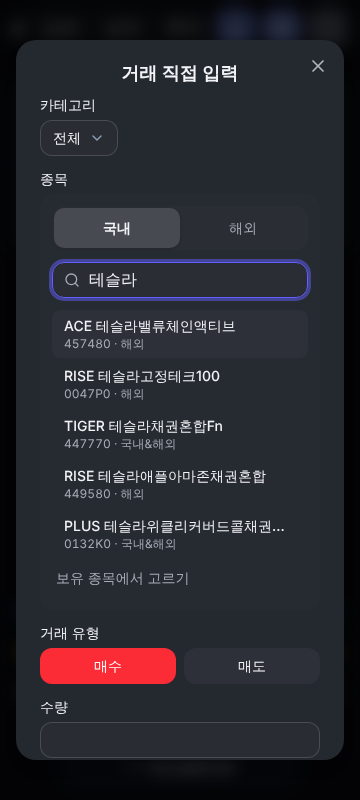 거래 직접 입력
카테고리
전체
종목
국내
해외
테슬라
ACE 테슬라밸류체인액티브
457480 · 해외
RISE 테슬라고정테크100
0047P0 · 해외
TIGER 테슬라채권혼합Fn
447770 · 국내&해외
RISE 테슬라애플아마존채권혼합
449580 · 해외
PLUS 테슬라위클리커버드콜채권...
0132K0 · 국내&해외
보유 종목에서 고르기
거래 유형
매수
매도
수량